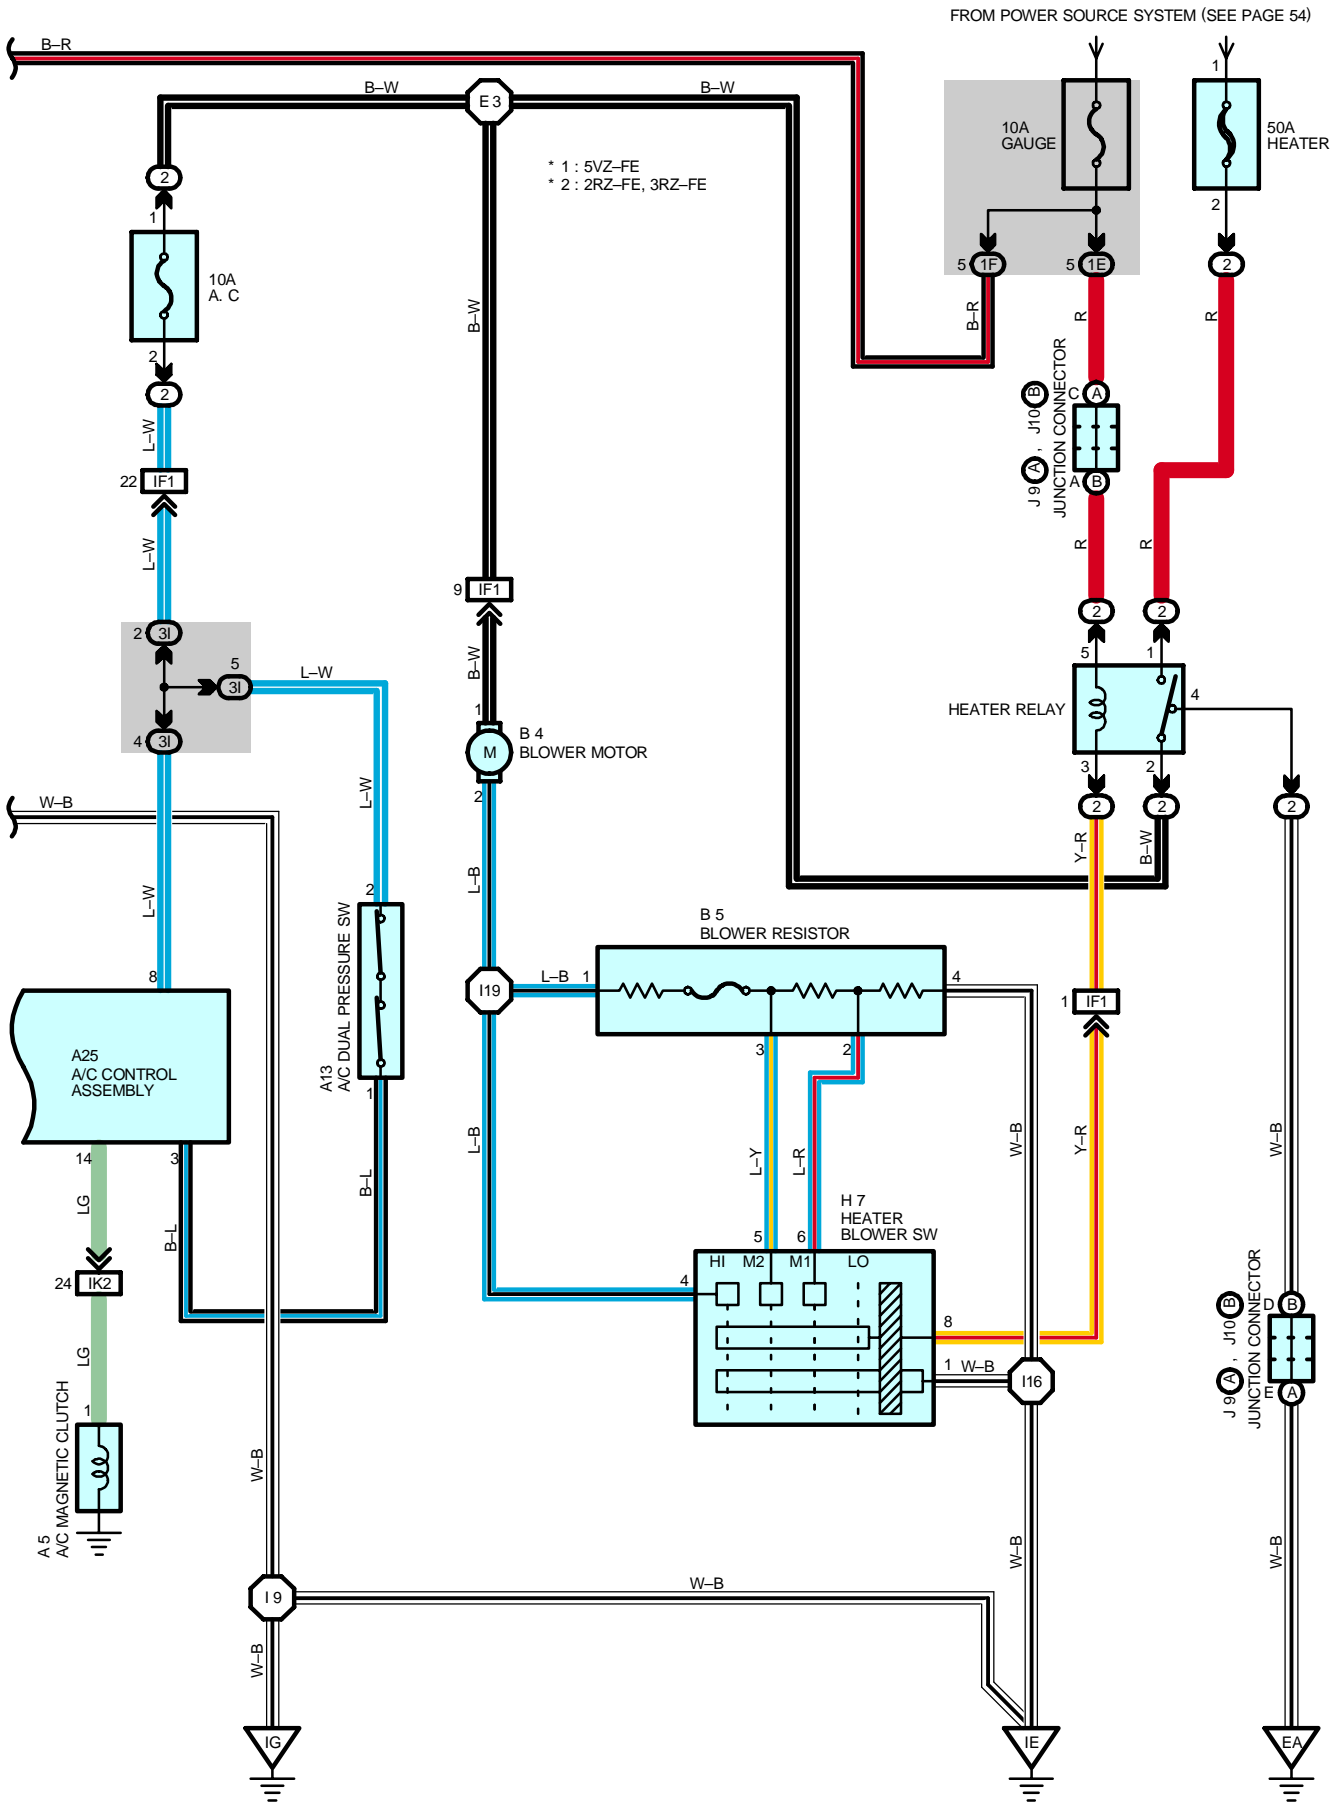 FROM POWER SOURCE SYSTEM (SEE PAGE 54)
B–R
B–W
E 3
B–W
1
10A
GAUGE
50A
HEATER
* 1 : 5VZ–FE
* 2 : 2RZ–FE, 3RZ–FE
2
1
2
5 1F
5 1E
2
10A
A. C
B–W
B–R
R
R
2
2
L–W
J 9 A , J10 B
JUNCTION CONNECTOR
C A
A B
22 IF1
L–W
R
R
9 IF1
2
2
2 3I
5
3I
L–W
B–W
5
1
4
HEATER RELAY
4 3I
1
M
B 4
BLOWER MOTOR
3
2
2
L–W
W–B
2
2
2
Y–R
B–W
L–B
L–W
2
B 5
BLOWER RESISTOR
8
I19
L–B 1
4
1 IF1
A25
A/C CONTROL
ASSEMBLY
A13
A/C DUAL PRESSURE SW
3
2
1
14
3
L–B
L–Y
L–R
W–B
Y–R
W–B
LG
B–L
B–L
H 7
HEATER
BLOWER SW
5
6
HI M2 M1 LO
24 IK2
4
8
J 9 A , J10 B
JUNCTION CONNECTOR
D B
E A
LG
1 W–B
I16
1
A 5
A/C MAGNETIC CLUTCH
W–B
W–B
W–B
I 9
W–B
W–B
IG
IE
EA